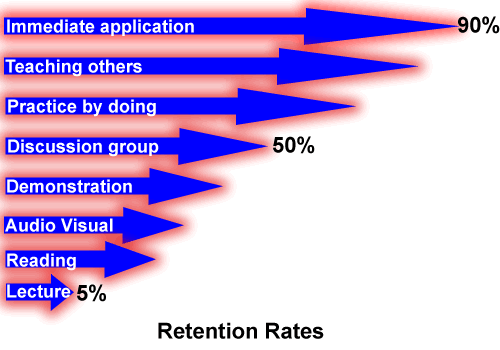 Immediate application 90%
Teaching others
Practice by doing
Discussion group 50%
Demonstration
Audio Visual
Reading
Lecture 5%
Retention Rates